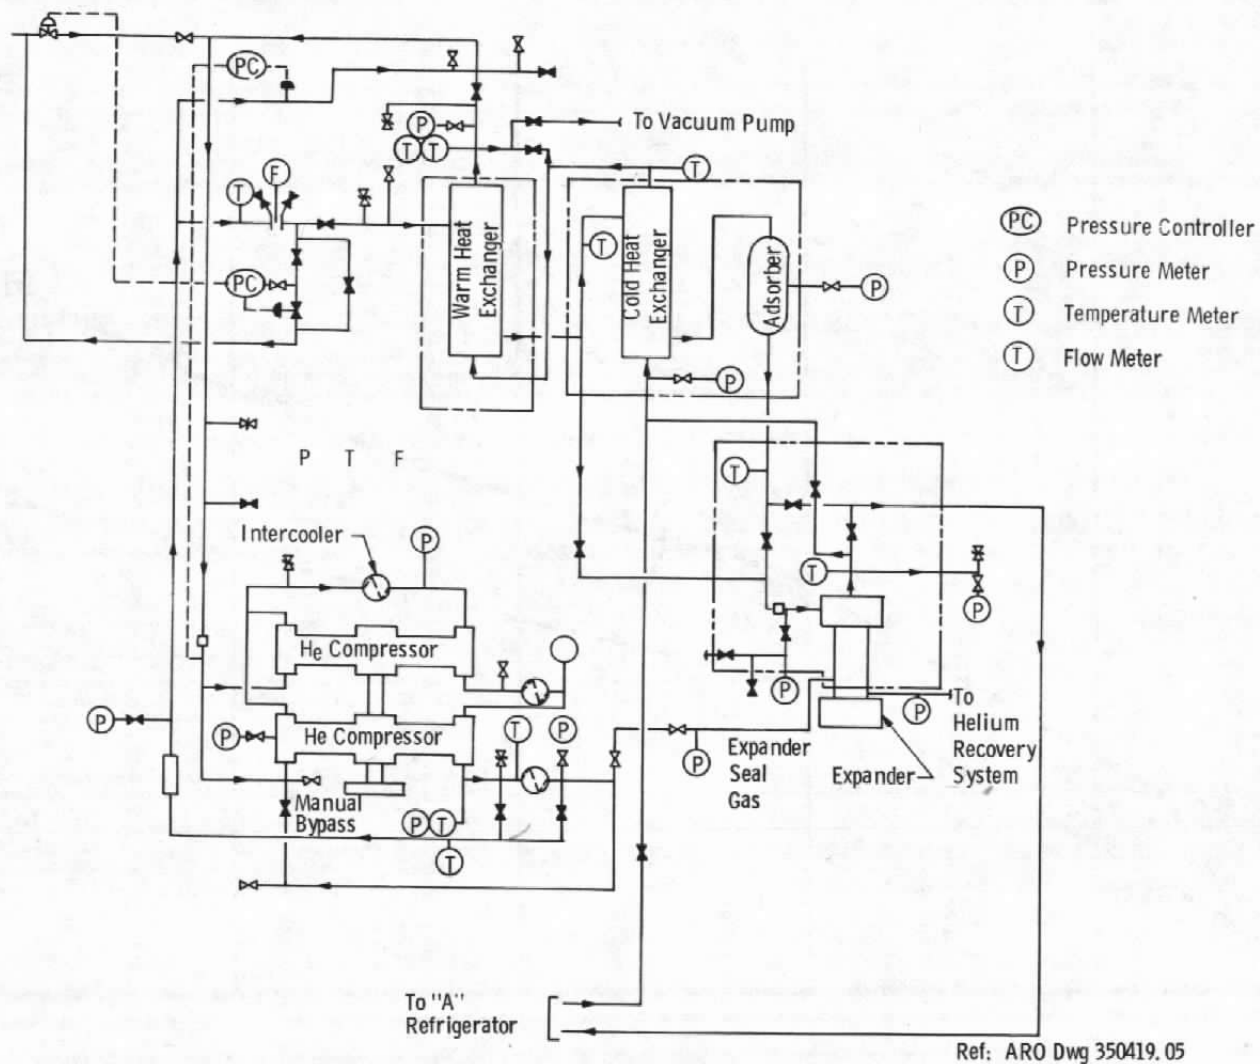 PC
To Vacuum Pump
P
T T
T
F
T
T
PC
Warm Heat
Exchanger
Cold Heat
Exchanger
Adsorber
P
P
PC Pressure Controller
P Pressure Meter
T Temperature Meter
T Flow Meter
P T F
T
Intercooler
P
T
P
He Compressor
P
P
To
Helium
Recovery
System
P
P
He Compressor
T
P
P
Expander
Seal
Gas
Expander
Manual
Bypass
P T
T
To "A"
Refrigerator
Ref: ARO Dwg 350419.05